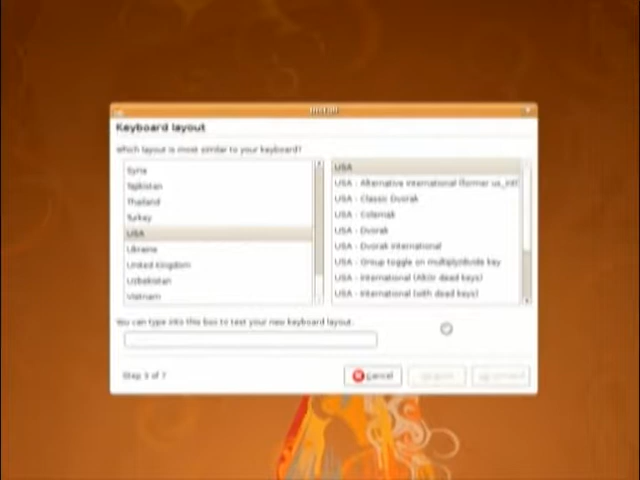 Install
Keyboard layout
Which layout is most similar to your keyboard?
Syria
Tajikistan
Thailand
Turkey
USA
Ukraine
United Kingdom
Uzbekistan
Vietnam
USA
USA - Alternative international (former us_intl
USA - Classic Dvorak
USA - Colemak
USA - Dvorak
USA - Dvorak international
USA - Group toggle on multiply/divide key
USA - International (AltGr dead keys)
USA - International (with dead keys)
You can type into this box to test your new keyboard layout.
Step 3 of 7
Cancel